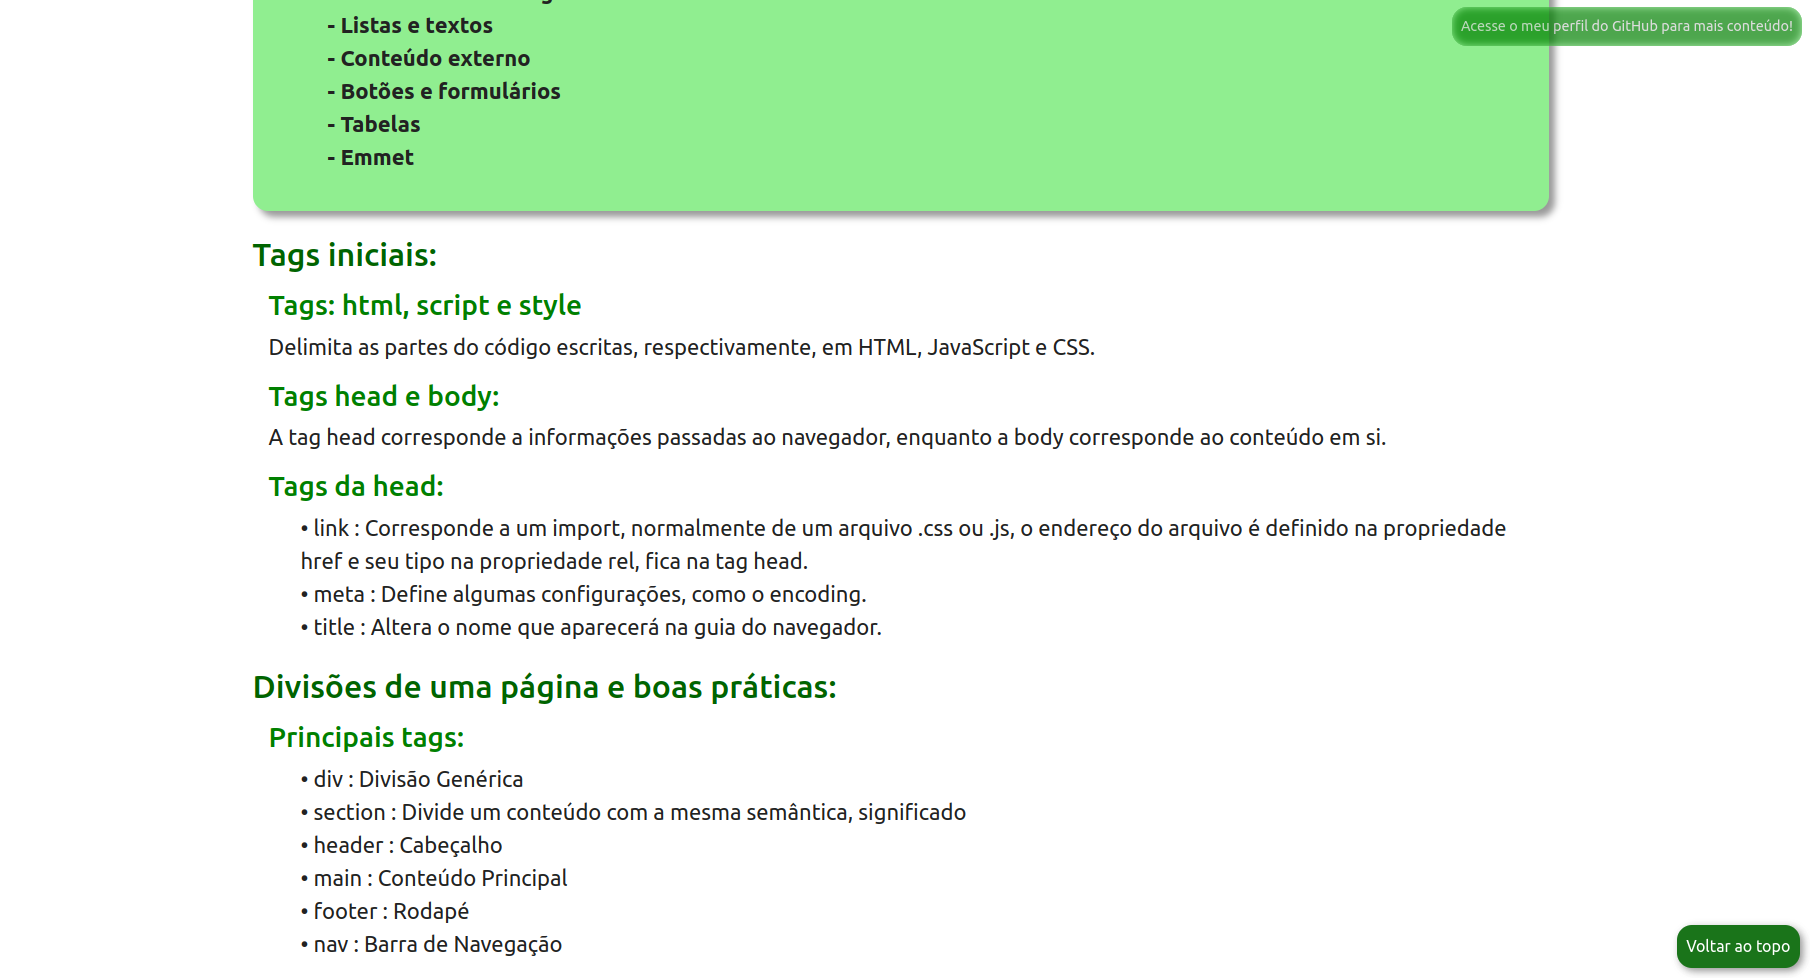 - Listas e textos
Acesse o meu perfil do GitHub para mais conteúdo!
- Conteúdo externo
- Botões e formulários
- Tabelas
- Emmet
Tags iniciais:
Tags: html, script e style
Delimita as partes do código escritas, respectivamente, em HTML, JavaScript e CSS.
Tags head e body:
A tag head corresponde a informações passadas ao navegador, enquanto a body corresponde ao conteúdo em si.
Tags da head:
• link : Corresponde a um import, normalmente de um arquivo .css ou .js, o endereço do arquivo é definido na propriedade
href e seu tipo na propriedade rel, fica na tag head.
• meta : Define algumas configurações, como o encoding.
• title : Altera o nome que aparecerá na guia do navegador.
Divisões de uma página e boas práticas:
Principais tags:
• div : Divisão Genérica
• section : Divide um conteúdo com a mesma semântica, significado
• header : Cabeçalho
• main : Conteúdo Principal
• footer : Rodapé
• nav : Barra de Navegação
Voltar ao topo